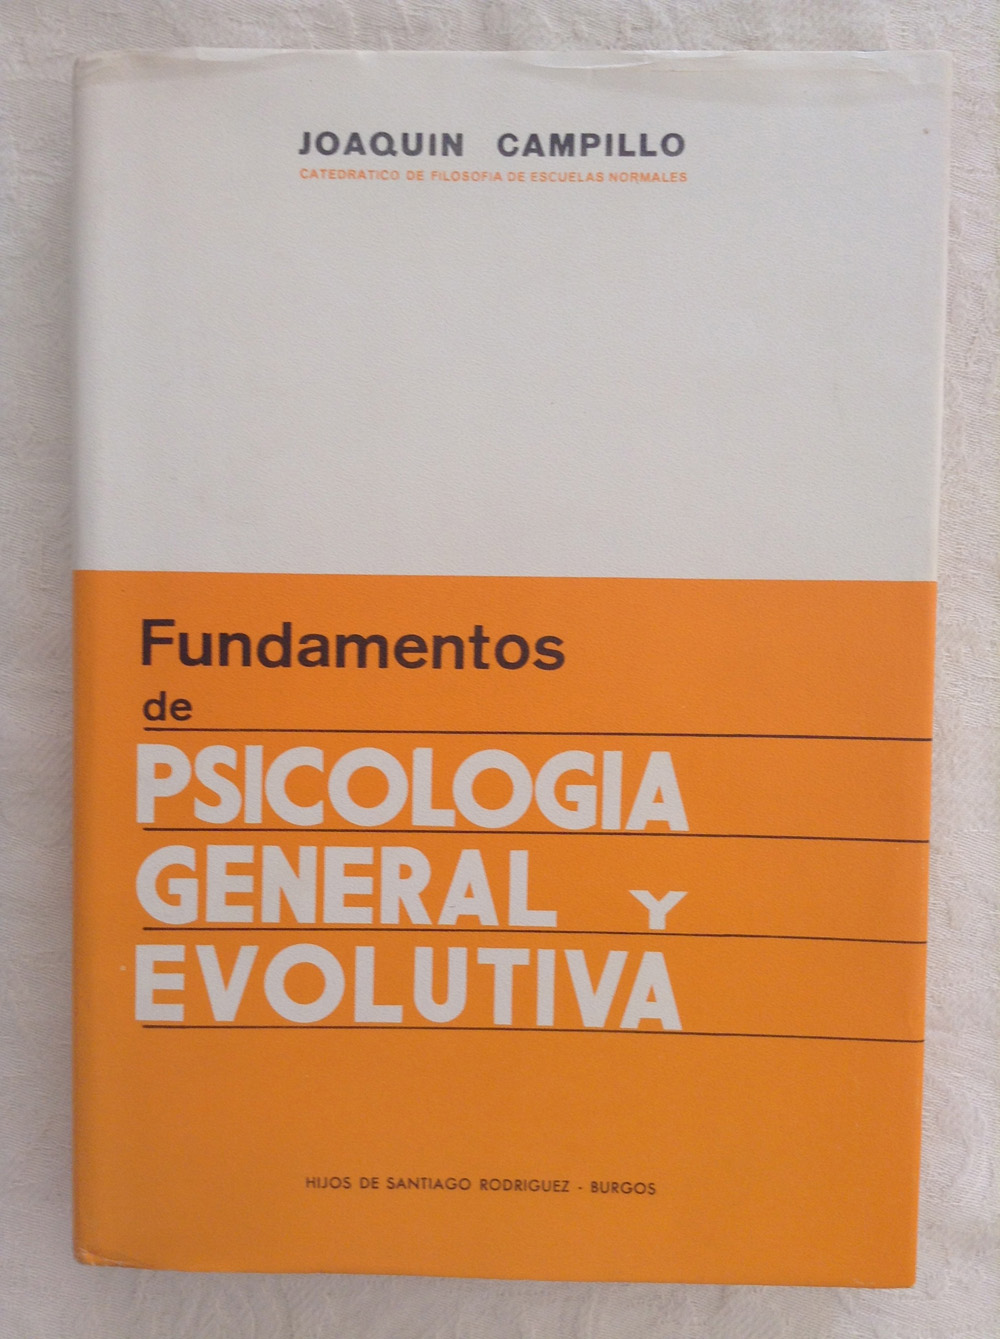 JOAQUIN CAMPILLO
CATEDRATICO DE FILOSOFIA DE ESCUELAS NORMALES
Fundamentos
de
PSICOLOGIA
GENERAL Y
EVOLUTIVA
HIJOS DE SANTIAGO RODRIGUEZ - BURGOS